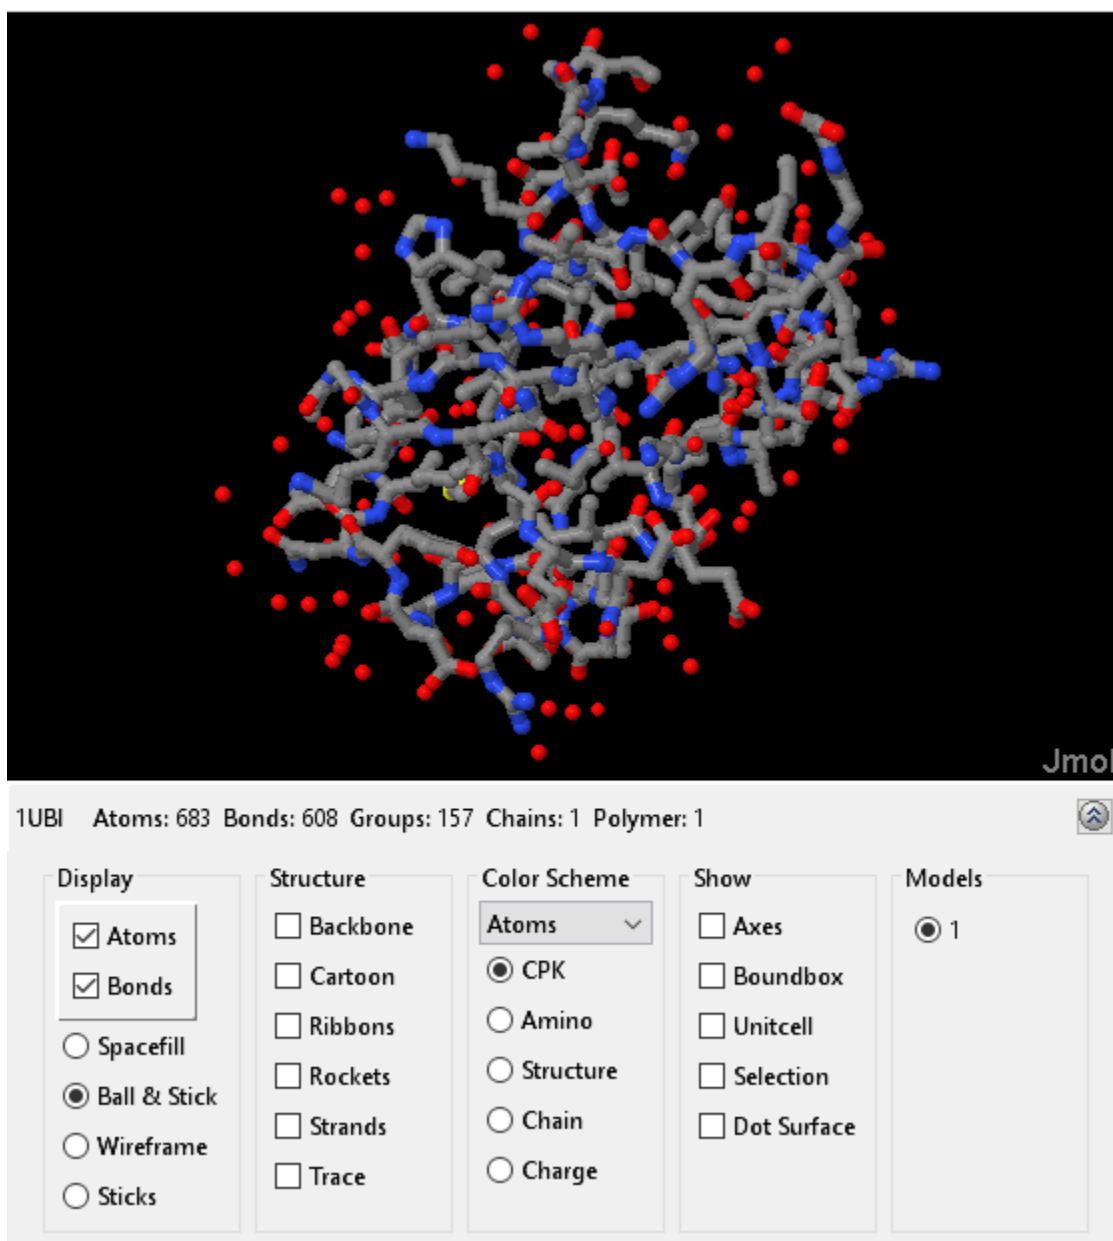 Jmol
1UBI Atoms: 683 Bonds: 608 Groups: 157 Chains: 1 Polymer: 1
Display
Atoms
Bonds
Spacefill
Ball & Stick
Wireframe
Sticks
Structure
Backbone
Cartoon
Ribbons
Rockets
Strands
Trace
Color Scheme
Atoms
CPK
Amino
Structure
Chain
Charge
Show
Axes
Boundbox
Unitcell
Selection
Dot Surface
Models
1